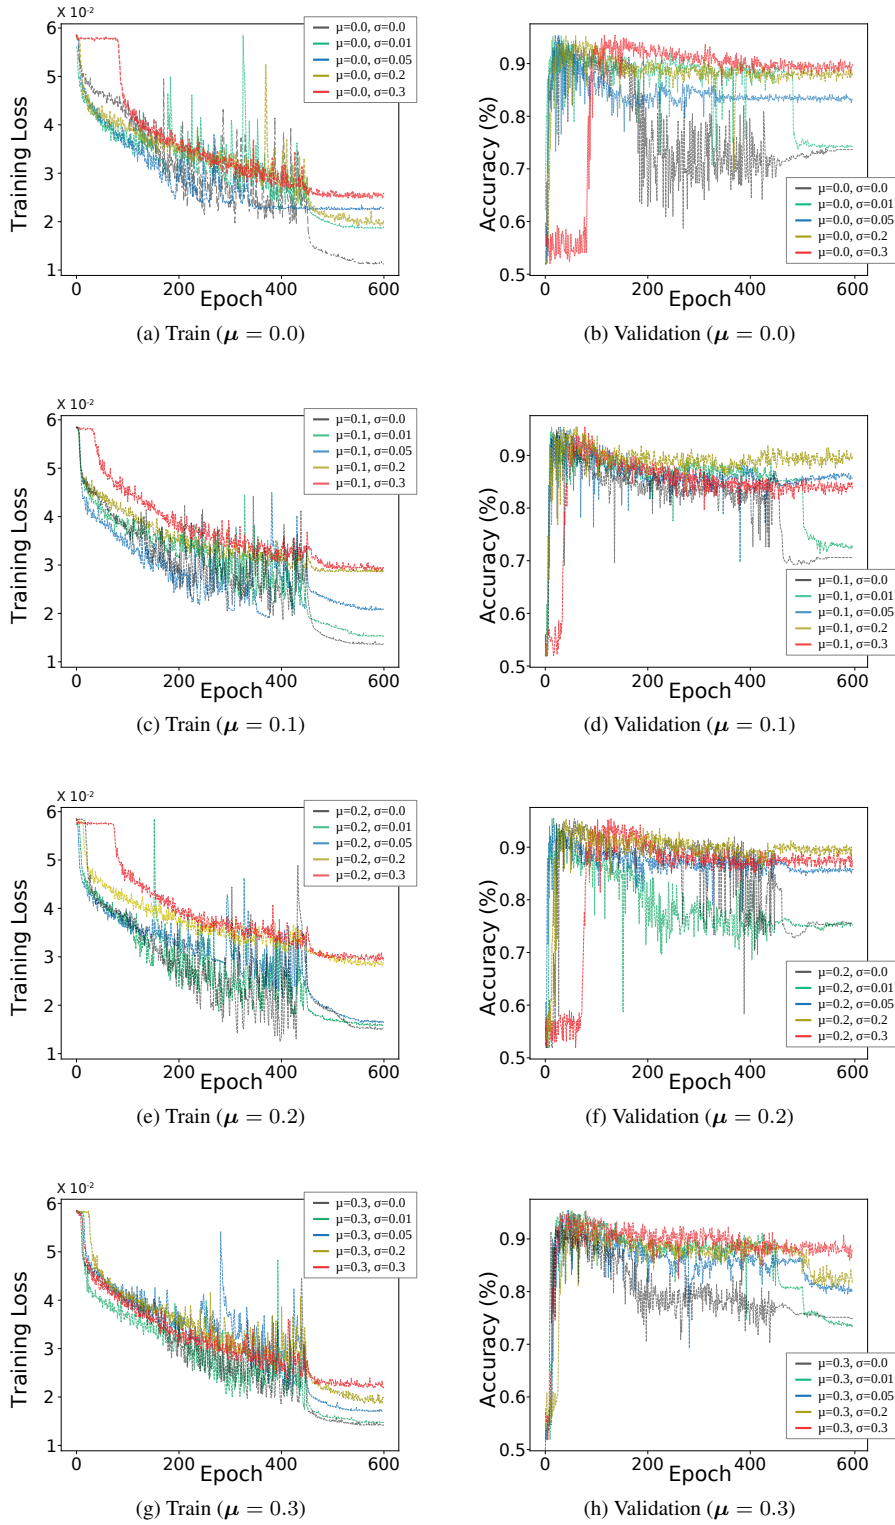 X 10-2
6
5
4
3
2
1
0
200
400
600
Training Loss
Epoch
μ=0.0, σ=0.0
μ=0.0, σ=0.01
μ=0.0, σ=0.05
μ=0.0, σ=0.2
μ=0.0, σ=0.3
(a) Train (μ = 0.0)
0.9
0.8
0.7
0.6
0.5
0
200
400
600
Accuracy (%)
Epoch
μ=0.0, σ=0.0
μ=0.0, σ=0.01
μ=0.0, σ=0.05
μ=0.0, σ=0.2
μ=0.0, σ=0.3
(b) Validation (μ = 0.0)
X 10-2
6
5
4
3
2
1
0
200
400
600
Training Loss
Epoch
μ=0.1, σ=0.0
μ=0.1, σ=0.01
μ=0.1, σ=0.05
μ=0.1, σ=0.2
μ=0.1, σ=0.3
(c) Train (μ = 0.1)
0.9
0.8
0.7
0.6
0.5
0
200
400
600
Accuracy (%)
Epoch
μ=0.1, σ=0.0
μ=0.1, σ=0.01
μ=0.1, σ=0.05
μ=0.1, σ=0.2
μ=0.1, σ=0.3
(d) Validation (μ = 0.1)
X 10-2
6
5
4
3
2
1
0
200
400
600
Training Loss
Epoch
μ=0.2, σ=0.0
μ=0.2, σ=0.01
μ=0.2, σ=0.05
μ=0.2, σ=0.2
μ=0.2, σ=0.3
(e) Train (μ = 0.2)
0.9
0.8
0.7
0.6
0.5
0
200
400
600
Accuracy (%)
Epoch
μ=0.2, σ=0.0
μ=0.2, σ=0.01
μ=0.2, σ=0.05
μ=0.2, σ=0.2
μ=0.2, σ=0.3
(f) Validation (μ = 0.2)
X 10-2
6
5
4
3
2
1
0
200
400
600
Training Loss
Epoch
μ=0.3, σ=0.0
μ=0.3, σ=0.01
μ=0.3, σ=0.05
μ=0.3, σ=0.2
μ=0.3, σ=0.3
(g) Train (μ = 0.3)
0.9
0.8
0.7
0.6
0.5
0
200
400
600
Accuracy (%)
Epoch
μ=0.3, σ=0.0
μ=0.3, σ=0.01
μ=0.3, σ=0.05
μ=0.3, σ=0.2
μ=0.3, σ=0.3
(h) Validation (μ = 0.3)